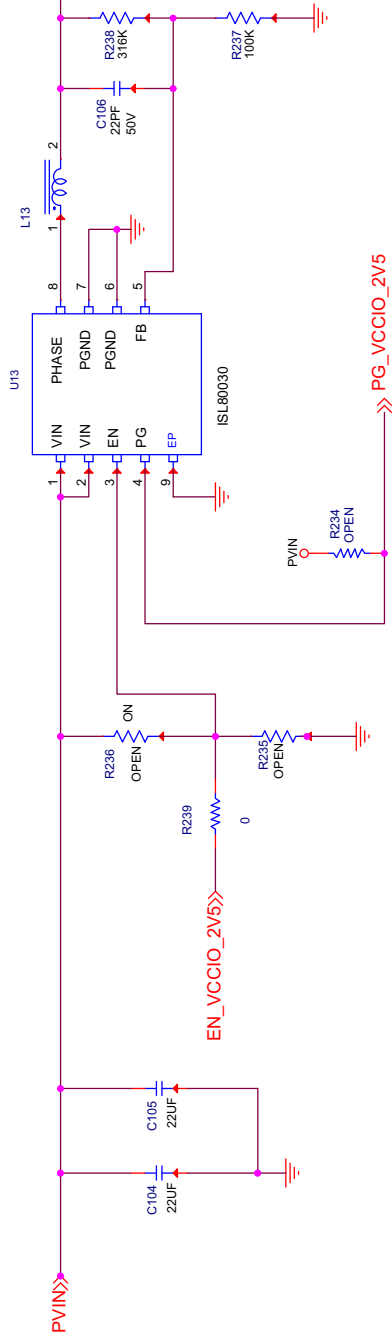 PVIN
C104
22UF
C105
22UF
EN_VCCIO_2V5
R239
0
R236
OPEN
ON
R235
OPEN
PVIN
R234
OPEN
PG_VCCIO_2V5
U13
ISL80030
1 VIN
2 VIN
3 EN
4 PG
9 EP
PHASE 8
PGND 7
PGND 6
FB 5
L13
1
2
C106
22PF
50V
R238
316K
R237
100K